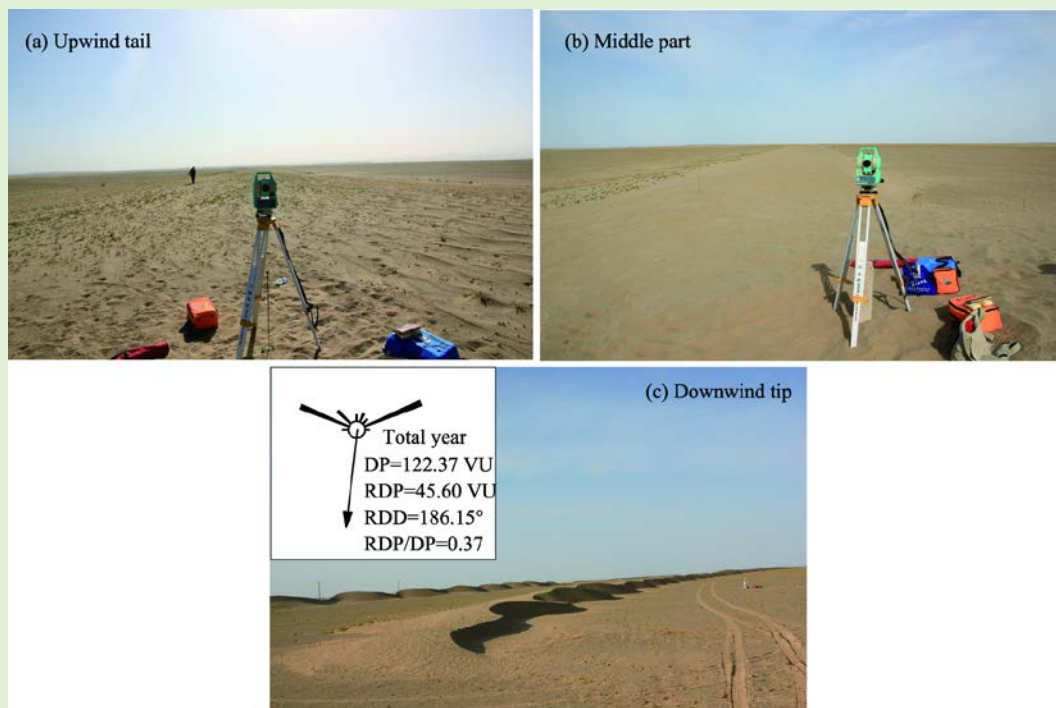 (a) Upwind tail
(b) Middle part
(c) Downwind tip
Total year
DP=122.37 VU
RDP=45.60 VU
RDD=186.15°
RDP/DP=0.37